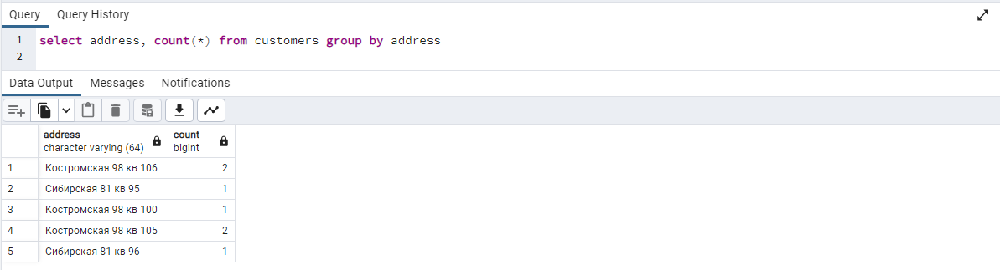 Query Query History
1 select address, count(*) from customers group by address
2
Data Output Messages Notifications
address count
character varying (64) bigint
1 Костромская 98 кв 106 2
2 Сибирская 81 кв 95 1
3 Костромская 98 кв 100 1
4 Костромская 98 кв 105 2
5 Сибирская 81 кв 96 1